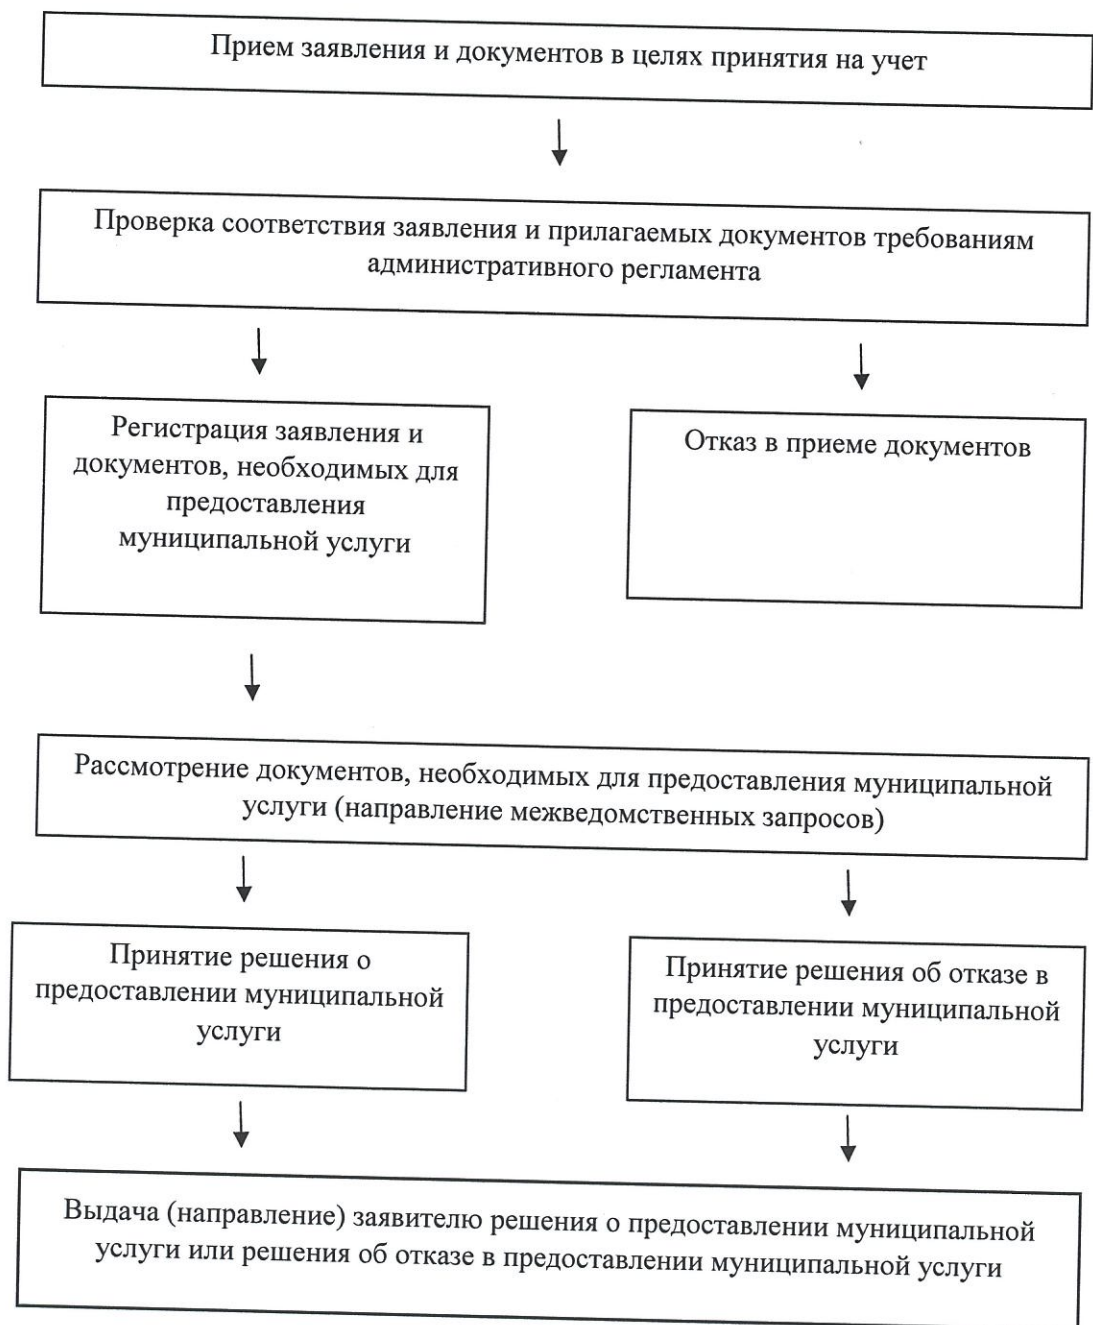 Прием заявления и документов в целях принятия на учет
Проверка соответствия заявления и прилагаемых документов требованиям
административного регламента
Регистрация заявления и
документов, необходимых для
предоставления
муниципальной услуги
Отказ в приеме документов
Рассмотрение документов, необходимых для предоставления муниципальной
услуги (направление межведомственных запросов)
Принятие решения о
предоставлении муниципальной
услуги
Принятие решения об отказе в
предоставлении муниципальной
услуги
Выдача (направление) заявителю решения о предоставлении муниципальной
услуги или решения об отказе в предоставлении муниципальной услуги